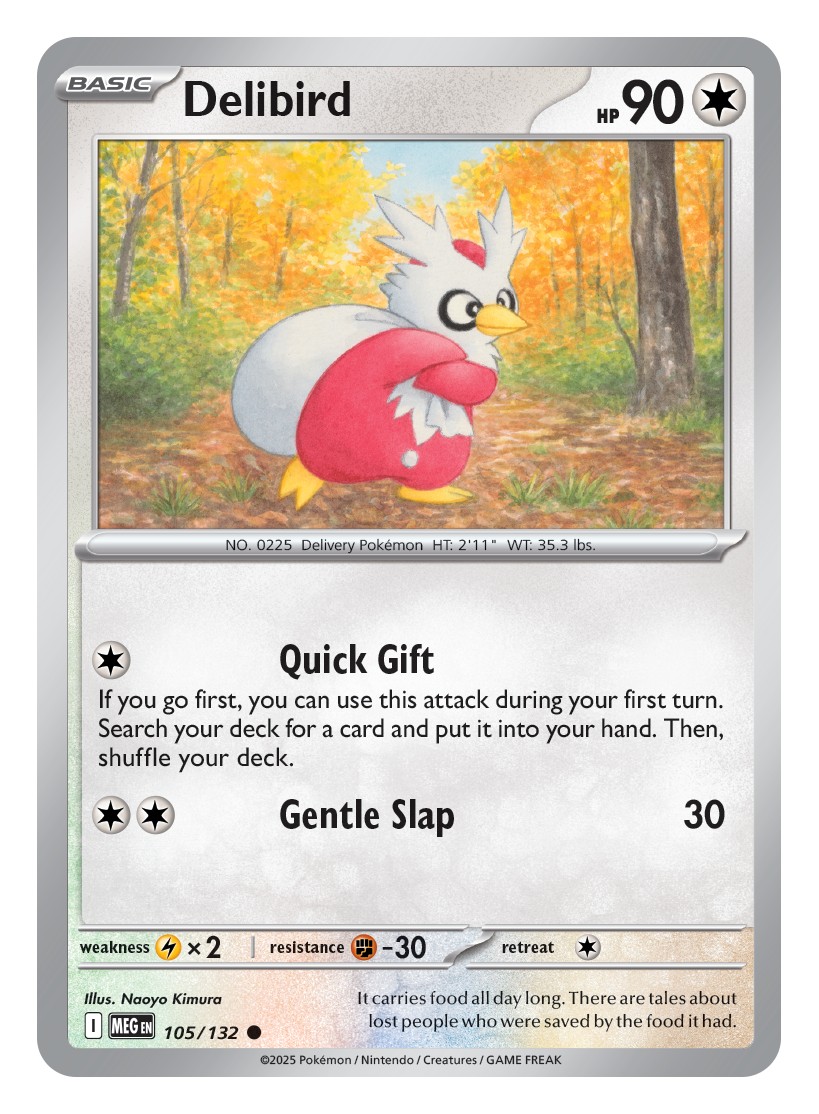 BASIC
Delibird
HP 90
NO. 0225 Delivery Pokémon HT: 2'11" WT: 35.3 lbs.
Quick Gift
If you go first, you can use this attack during your first turn.
Search your deck for a card and put it into your hand. Then,
shuffle your deck.
Gentle Slap 30
weakness ×2 resistance -30 retreat
Illus. Naoyo Kimura
It carries food all day long. There are tales about
lost people who were saved by the food it had.
I MEG EN 105/132
©2025 Pokémon / Nintendo / Creatures / GAME FREAK